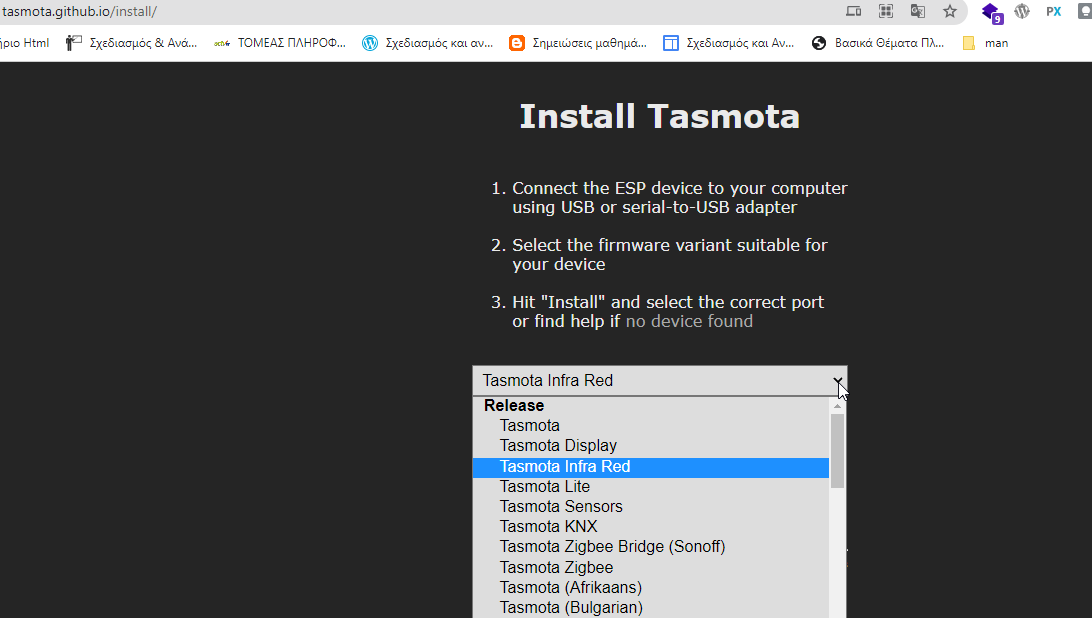 tasmota.github.io/install/
9
PX
ήριο Html
Σχεδιασμός & Ανά...
ΤΟΜΕΑΣ ΠΛΗΡΟΦ...
Σχεδιασμός και αν...
Σημειώσεις μαθημά...
Σχεδιασμός και Αν...
Βασικά Θέματα Πλ...
man
Install Tasmota
1. Connect the ESP device to your computer
using USB or serial-to-USB adapter
2. Select the firmware variant suitable for
your device
3. Hit "Install" and select the correct port
or find help if no device found
Tasmota Infra Red
Release
Tasmota
Tasmota Display
Tasmota Infra Red
Tasmota Lite
Tasmota Sensors
Tasmota KNX
Tasmota Zigbee Bridge (Sonoff)
Tasmota Zigbee
Tasmota (Afrikaans)
Tasmota (Bulgarian)